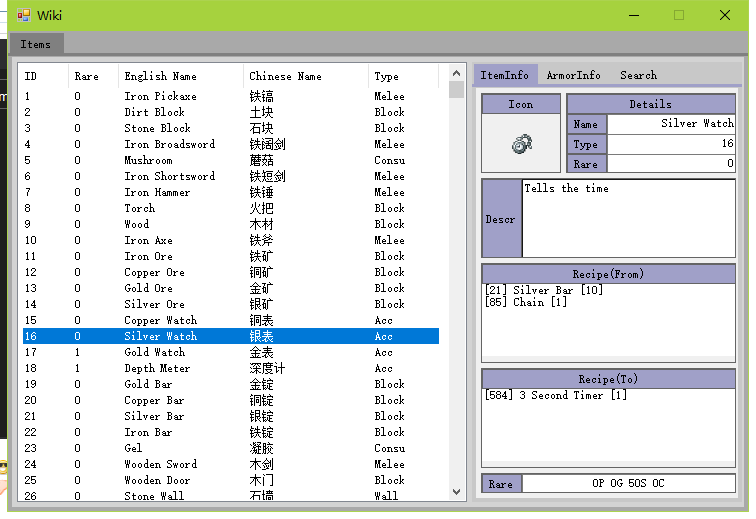 Wiki
Items
ID Rare English Name Chinese Name Type
1 0 Iron Pickaxe 铁镐 Melee
2 0 Dirt Block 土块 Block
3 0 Stone Block 石块 Block
4 0 Iron Broadsword 铁阔剑 Melee
5 0 Mushroom 蘑菇 Consu
6 0 Iron Shortsword 铁短剑 Melee
7 0 Iron Hammer 铁锤 Melee
8 0 Torch 火把 Block
9 0 Wood 木材 Block
10 0 Iron Axe 铁斧 Melee
11 0 Iron Ore 铁矿 Block
12 0 Copper Ore 铜矿 Block
13 0 Gold Ore 金矿 Block
14 0 Silver Ore 银矿 Block
15 0 Copper Watch 铜表 Acc
16 0 Silver Watch 银表 Acc
17 1 Gold Watch 金表 Acc
18 1 Depth Meter 深度计 Acc
19 0 Gold Bar 金锭 Block
20 0 Copper Bar 铜锭 Block
21 0 Silver Bar 银锭 Block
22 0 Iron Bar 铁锭 Block
23 0 Gel 凝胶 Consu
24 0 Wooden Sword 木剑 Melee
25 0 Wooden Door 木门 Block
26 0 Stone Wall 石墙 Wall
ItemInfo ArmorInfo Search
Icon
Details
Name Silver Watch
Type 16
Rare 0
Descr Tells the time
Recipe(From)
[21] Silver Bar [10]
[85] Chain [1]
Recipe(To)
[584] 3 Second Timer [1]
Rare 0P 0G 50S 0C